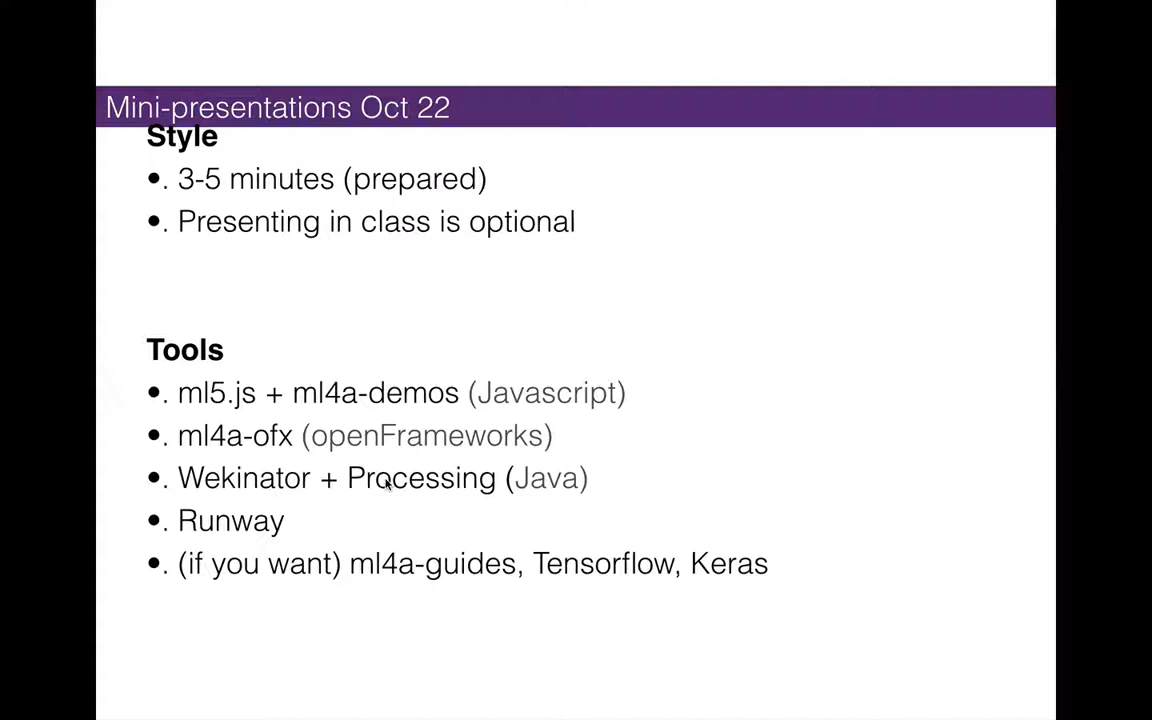 Mini-presentations Oct 22
Style
•. 3-5 minutes (prepared)
•. Presenting in class is optional
Tools
•. ml5.js + ml4a-demos (Javascript)
•. ml4a-ofx (openFrameworks)
•. Wekinator + Processing (Java)
•. Runway
•. (if you want) ml4a-guides, Tensorflow, Keras